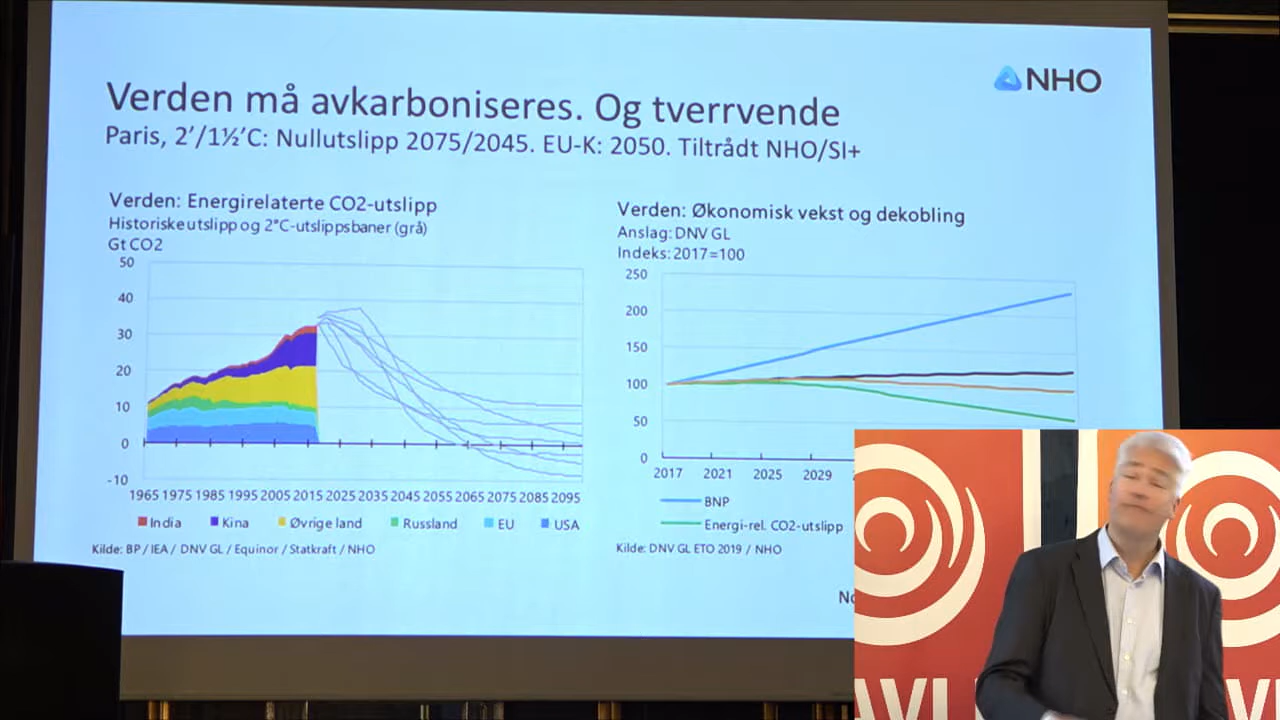 NHO
Verden må avkarboniseres. Og tverrvende
Paris, 2’/1½’C: Nullutslipp 2075/2045. EU-K: 2050. Tiltrådt NHO/SI+
Verden: Energirelaterte CO2-utslipp
Historiske utslipp og 2°C-utslippsbaner (grå)
Gt CO2
50
40
30
20
10
0
-10
1965 1975 1985 1995 2005 2015 2025 2035 2045 2055 2065 2075 2085 2095
India Kina Øvrige land Russland EU USA
Kilde: BP / IEA / DNV GL / Equinor / Statkraft / NHO
Verden: Økonomisk vekst og dekobling
Anslag: DNV GL
Indeks: 2017=100
250
200
150
100
50
0
2017 2021 2025 2029
BNP
Energi-rel. CO2-utslipp
Kilde: DNV GL ETO 2019 / NHO